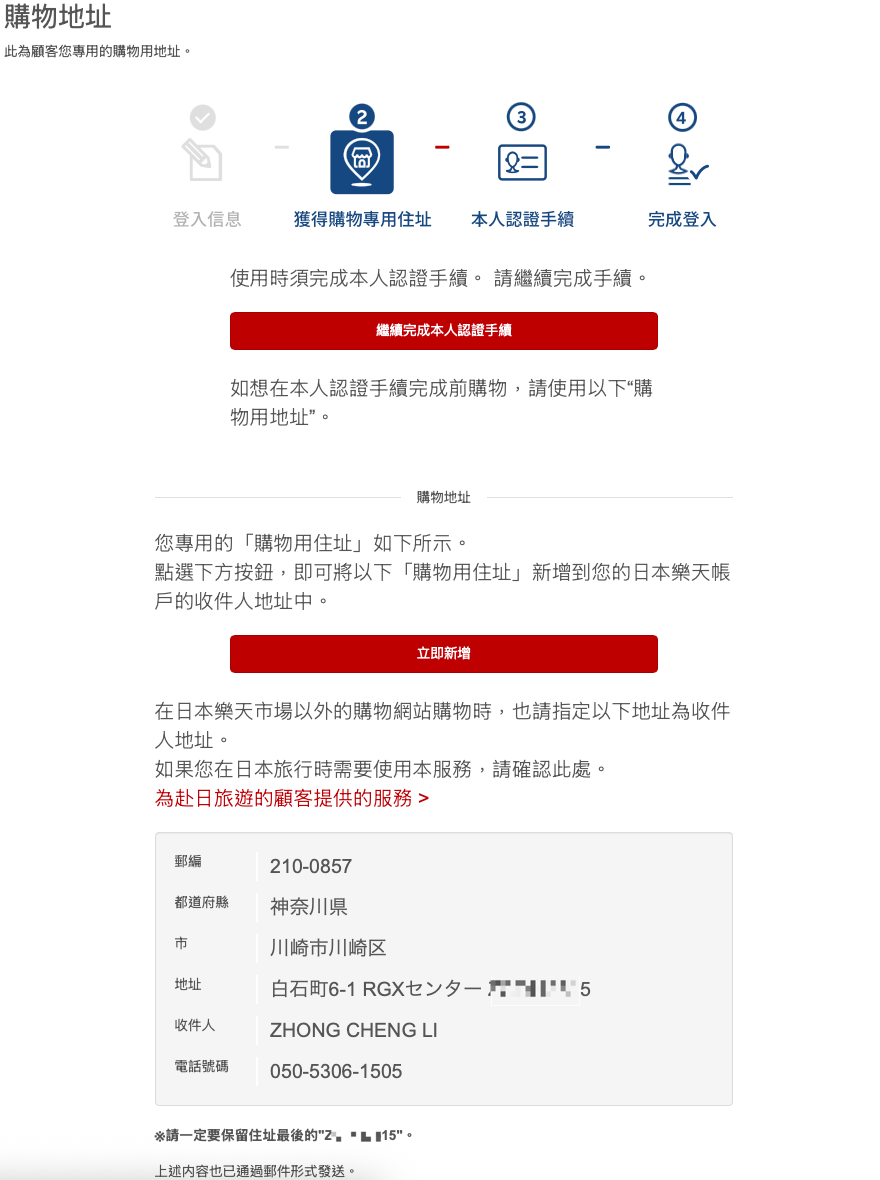 購物地址
此為顧客您專用的購物用地址。
2
3
4
登入信息
獲得購物專用住址
本人認證手續
完成登入
使用時須完成本人認證手續。 請繼續完成手續。
繼續完成本人認證手續
如想在本人認證手續完成前購物，請使用以下“購
物用地址”。
購物地址
您專用的「購物用住址」如下所示。
點選下方按鈕，即可將以下「購物用住址」新增到您的日本樂天帳
戶的收件人地址中。
立即新增
在日本樂天市場以外的購物網站購物時，也請指定以下地址為收件
人地址。
如果您在日本旅行時需要使用本服務，請確認此處。
為赴日旅遊的顧客提供的服務 >
郵編 210-0857
都道府縣 神奈川県
市 川崎市川崎区
地址 白石町6-1 RGXセンター 5
收件人 ZHONG CHENG LI
電話號碼 050-5306-1505
※請一定要保留住址最後的"Z 15"。
上述内容也已通過郵件形式發送。